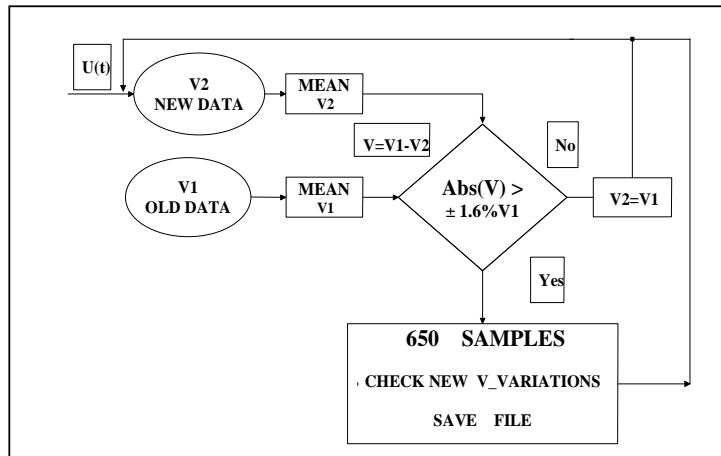 U(t)
V2
NEW DATA
MEAN
V2
V=V1-V2
No
V1
OLD DATA
MEAN
V1
Abs(V) >
± 1.6%V1
V2=V1
Yes
650 SAMPLES
CHECK NEW V_VARIATIONS
SAVE FILE